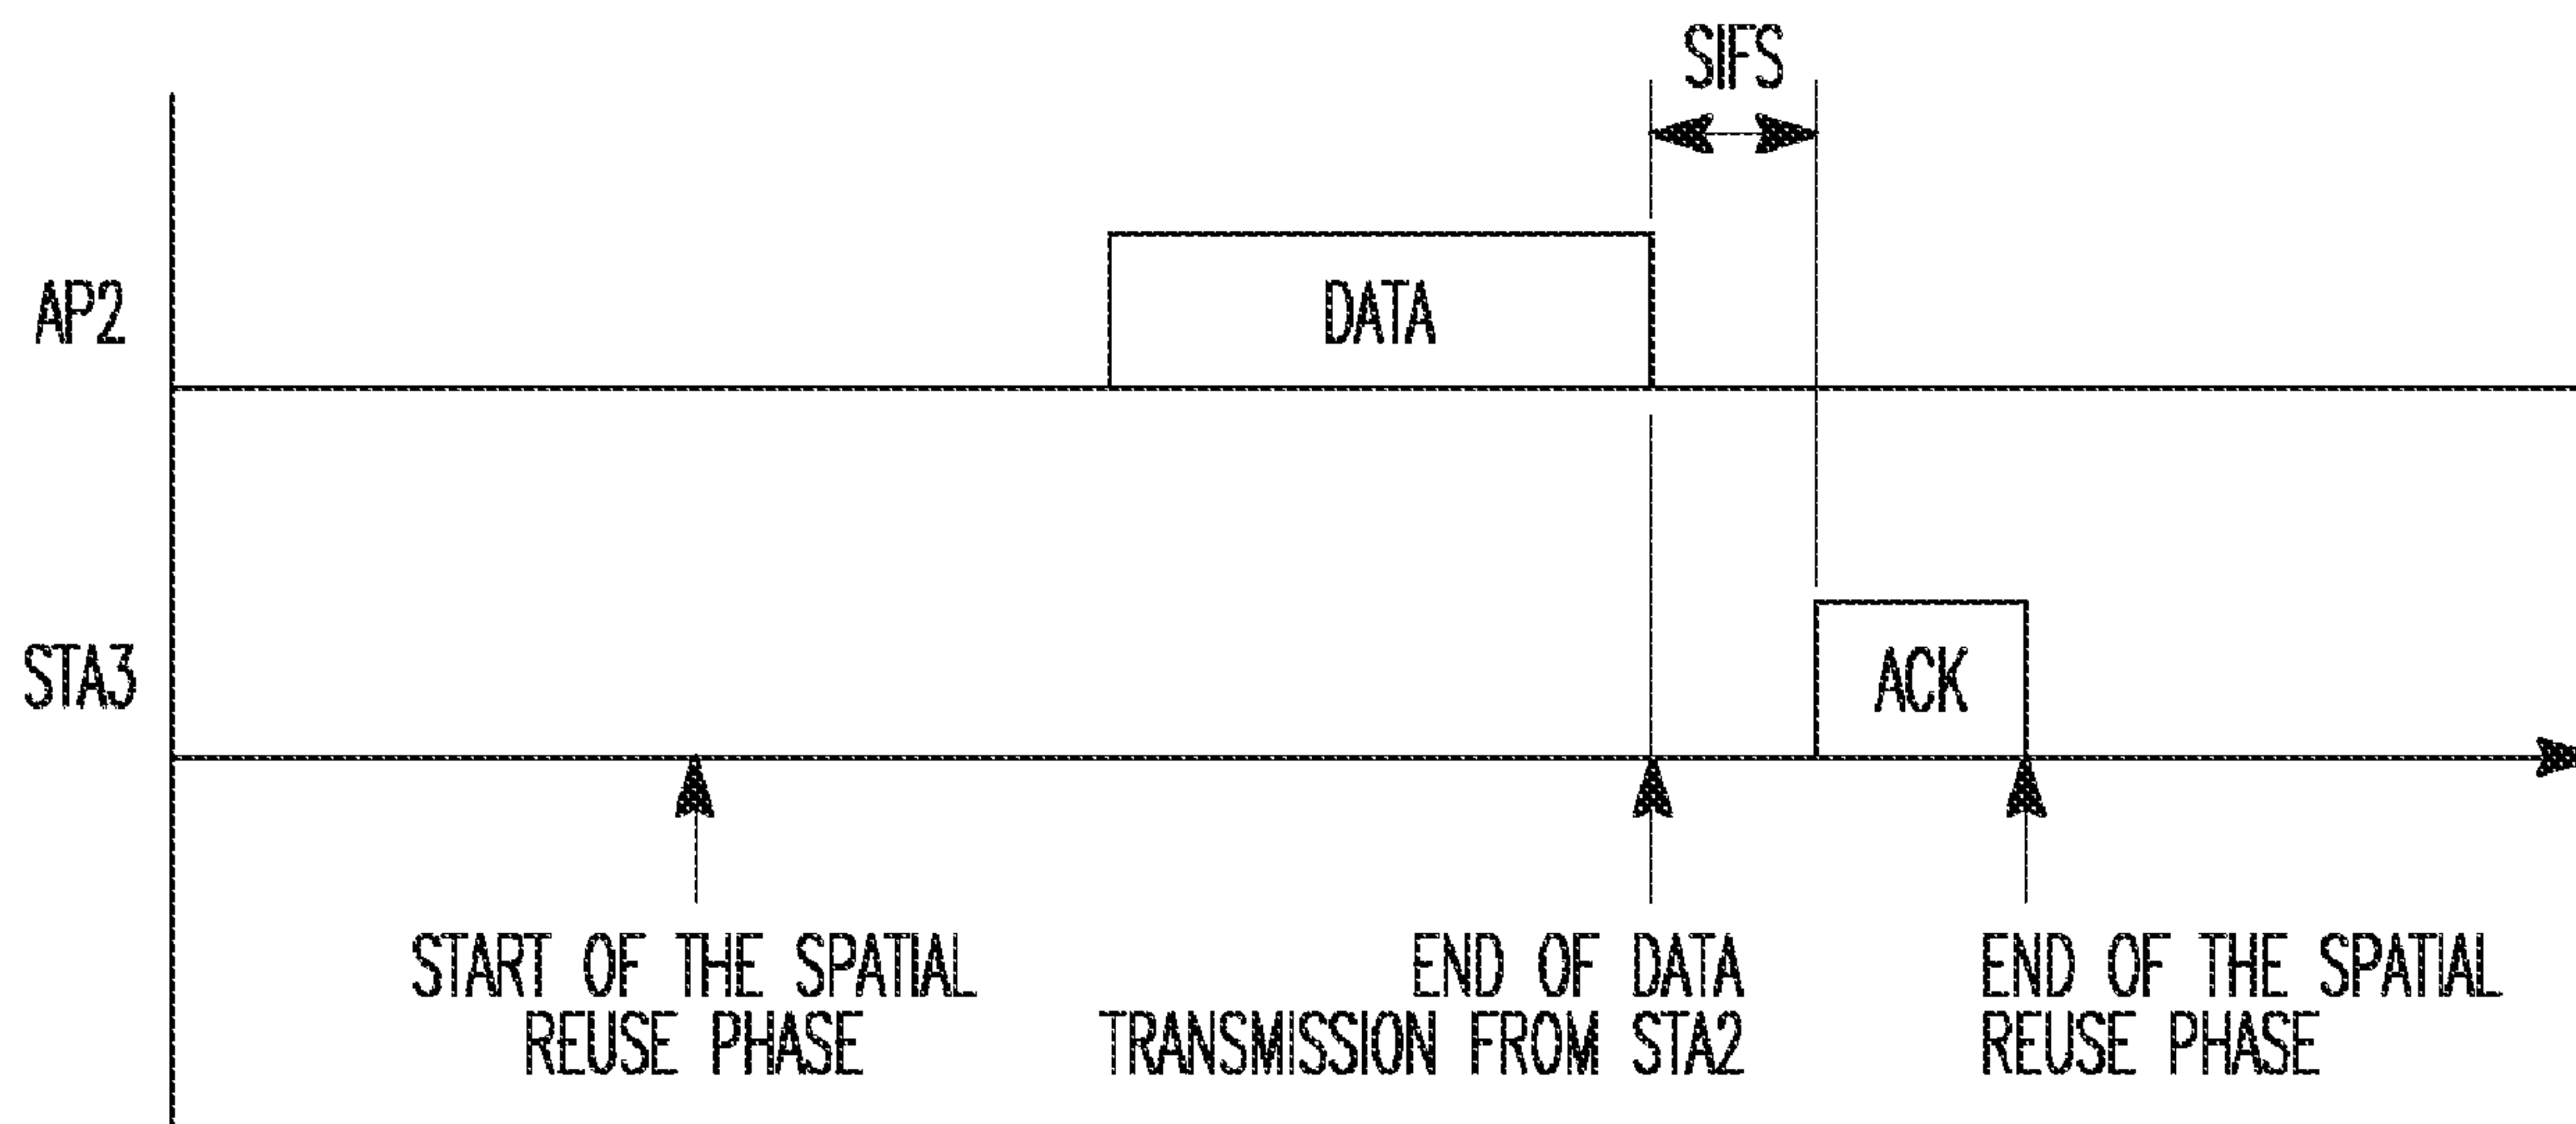 SIFS
AP2
DATA
STA3
ACK
START OF THE SPATIAL
REUSE PHASE
END OF DATA
TRANSMISSION FROM STA2
END OF THE SPATIAL
REUSE PHASE